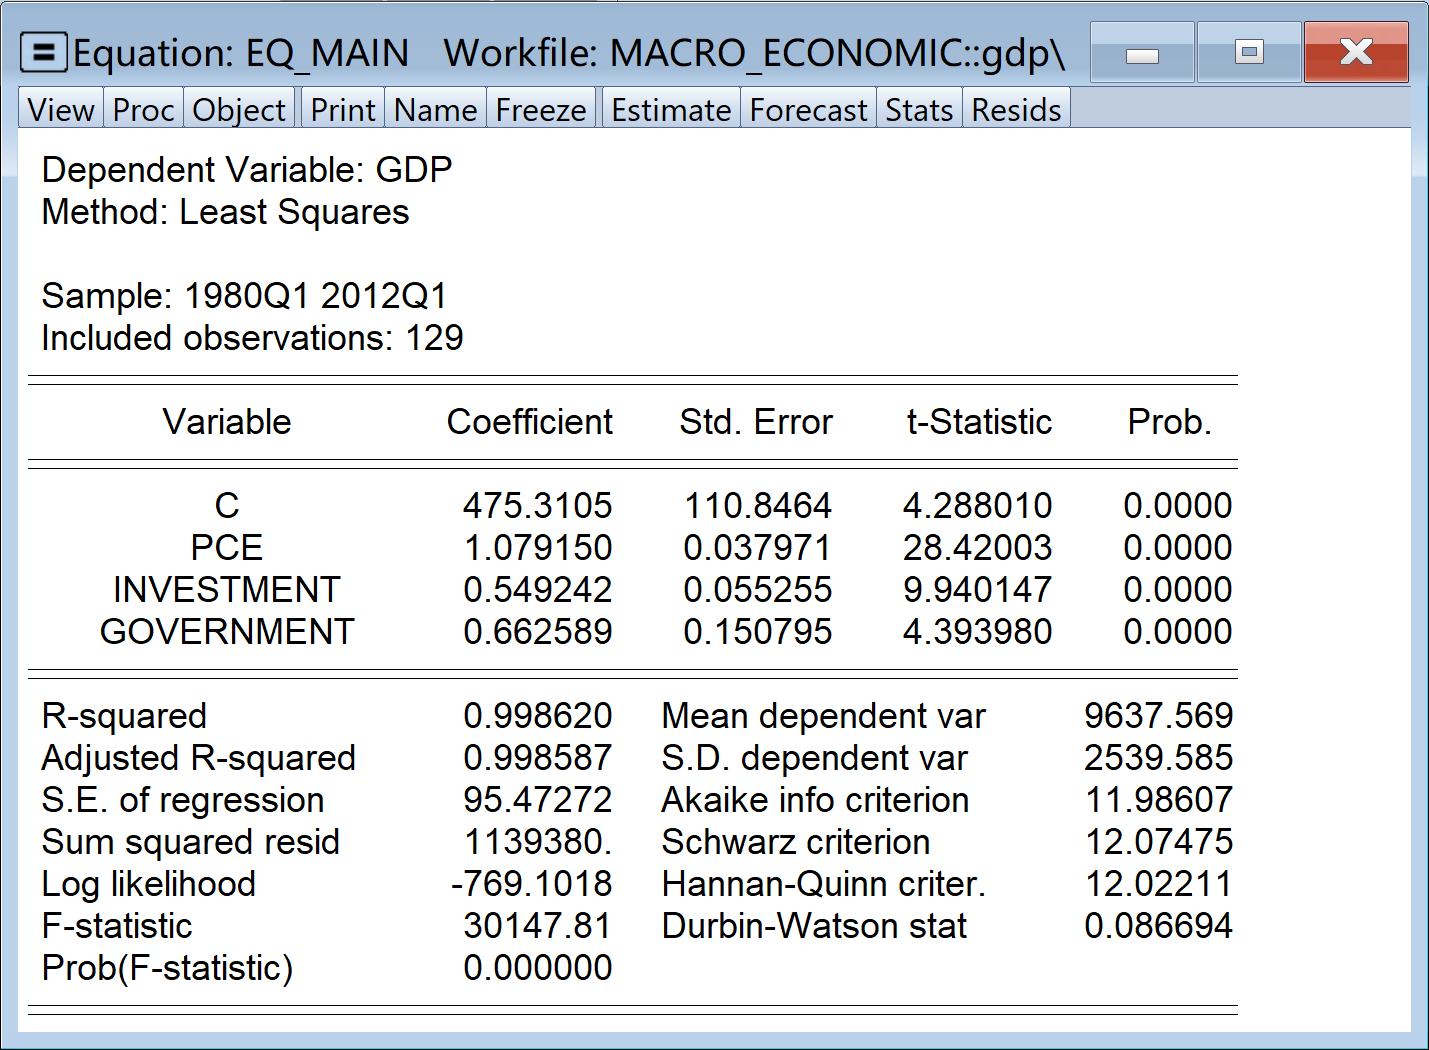 Equation: EQ_MAIN Workfile: MACRO_ECONOMIC::gdp\
View Proc Object Print Name Freeze Estimate Forecast Stats Resids
Dependent Variable: GDP
Method: Least Squares
Sample: 1980Q1 2012Q1
Included observations: 129
Variable Coefficient Std. Error t-Statistic Prob.
C 475.3105 110.8464 4.288010 0.0000
PCE 1.079150 0.037971 28.42003 0.0000
INVESTMENT 0.549242 0.055255 9.940147 0.0000
GOVERNMENT 0.662589 0.150795 4.393980 0.0000
R-squared 0.998620 Mean dependent var 9637.569
Adjusted R-squared 0.998587 S.D. dependent var 2539.585
S.E. of regression 95.47272 Akaike info criterion 11.98607
Sum squared resid 1139380. Schwarz criterion 12.07475
Log likelihood -769.1018 Hannan-Quinn criter. 12.02211
F-statistic 30147.81 Durbin-Watson stat 0.086694
Prob(F-statistic) 0.000000